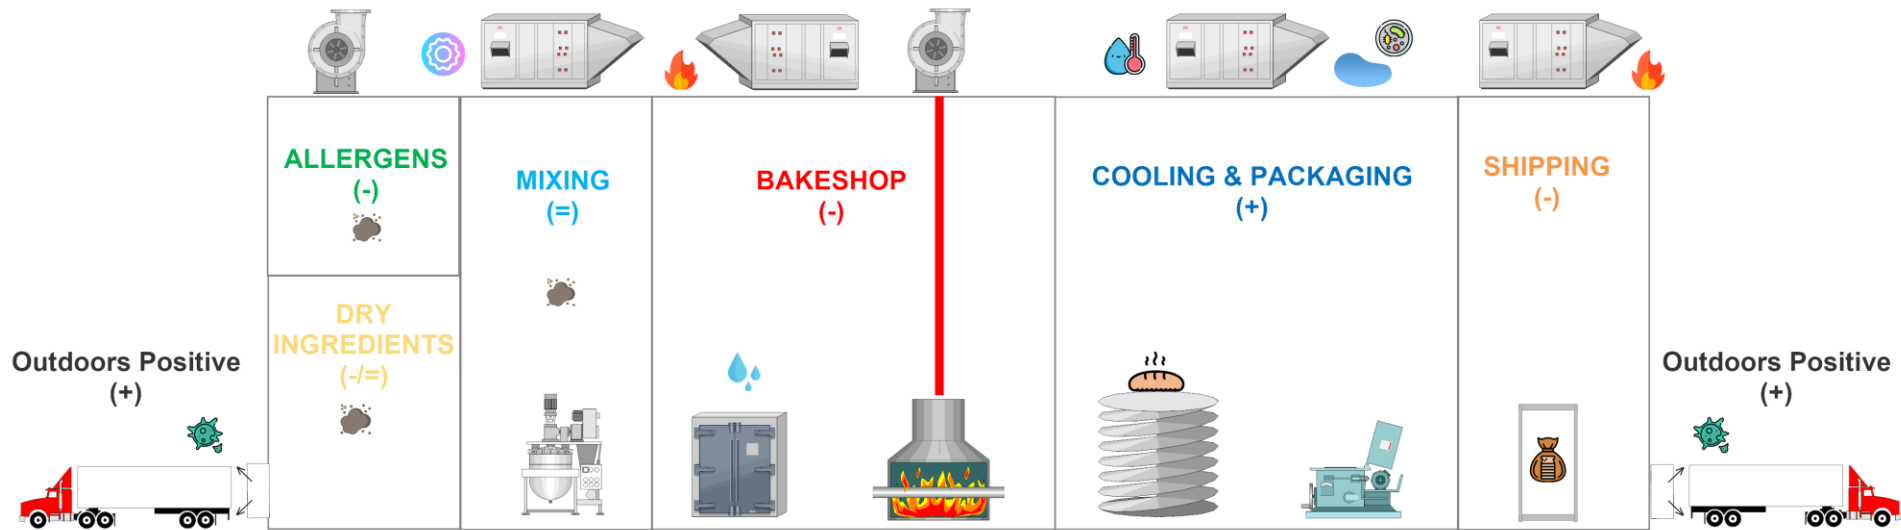 ALLERGENS
(-)
MIXING
(=)
BAKESHOP
(-)
COOLING & PACKAGING
(+)
SHIPPING
(-)
DRY
INGREDIENTS
(-/=)
Outdoors Positive
(+)
Outdoors Positive
(+)